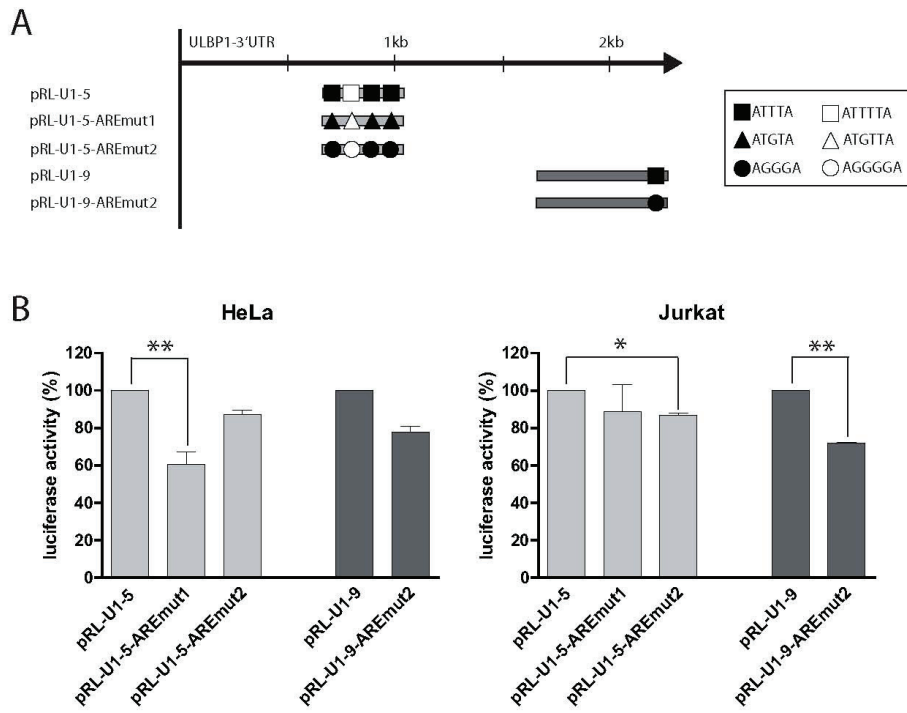 A
ULBP1-3'UTR 1kb 2kb
pRL-U1-5
pRL-U1-5-AREmut1
pRL-U1-5-AREmut2
pRL-U1-9
pRL-U1-9-AREmut2
ATTTA ATTTTA
ATGTA ATGTTA
AGGGA AGGGGA
B
HeLa
luciferase activity (%)
120
100
80
60
40
20
0
**
pRL-U1-5
pRL-U1-5-AREmut1
pRL-U1-5-AREmut2
pRL-U1-9
pRL-U1-9-AREmut2
Jurkat
luciferase activity (%)
120
100
80
60
40
20
0
*
**
pRL-U1-5
pRL-U1-5-AREmut1
pRL-U1-5-AREmut2
pRL-U1-9
pRL-U1-9-AREmut2